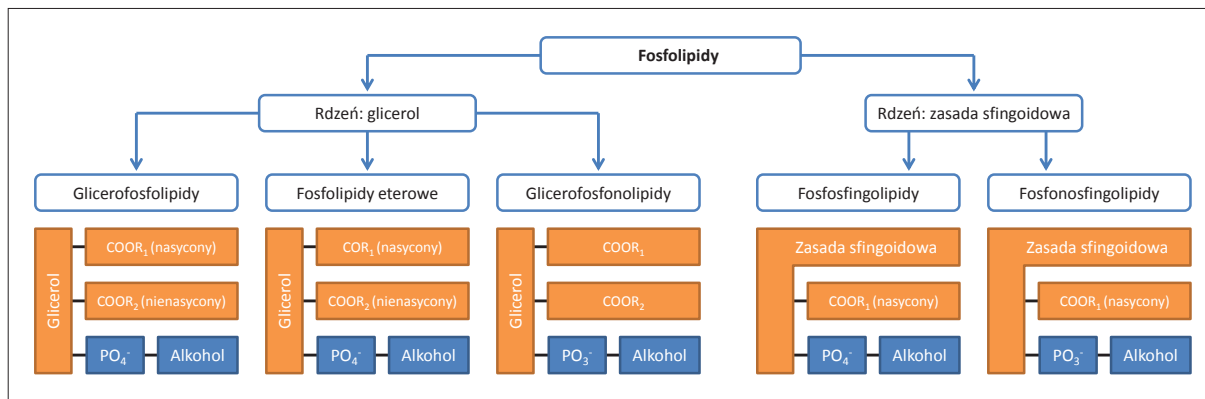 Fosfolipidy
Rdzeń: glicerol
Rdzeń: zasada sfingoidowa
Glicerofosfolipidy
Fosfolipidy eterowe
Glicerofosfonolipidy
Fosfosfingolipidy
Fosfonosfingolipidy
Glicerol
COOR₁ (nasycony)
COOR₂ (nienasycony)
PO₄⁻
Alkohol
Glicerol
COR₁ (nasycony)
COOR₂ (nienasycony)
PO₄⁻
Alkohol
Glicerol
COOR₁
COOR₂
PO₃⁻
Alkohol
Zasada sfingoidowa
COOR₁ (nasycony)
PO₄⁻
Alkohol
Zasada sfingoidowa
COOR₁ (nasycony)
PO₃⁻
Alkohol